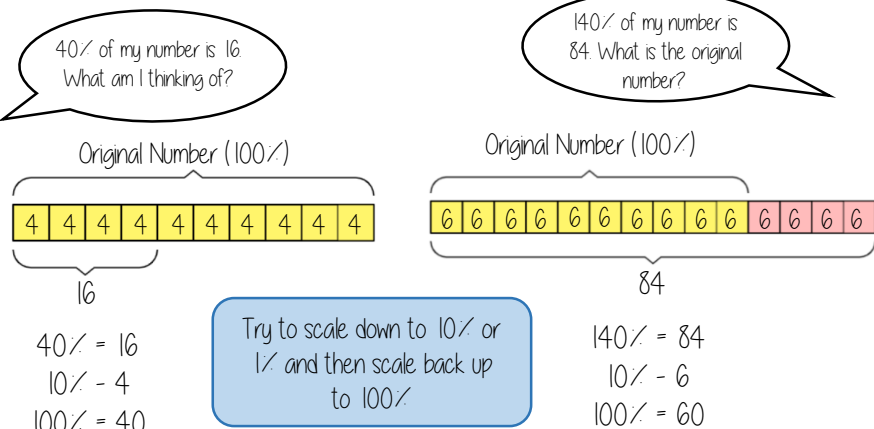 40% of my number is 16.
What am I thinking of?
140% of my number is
84. What is the original
number?
Original Number (100%)
4 4 4 4 4 4 4 4 4 4
16
40% = 16
10% - 4
100% = 40
Original Number (100%)
6 6 6 6 6 6 6 6 6 6 6 6 6
84
Try to scale down to 10% or
1% and then scale back up
to 100%
140% = 84
10% - 6
100% = 60